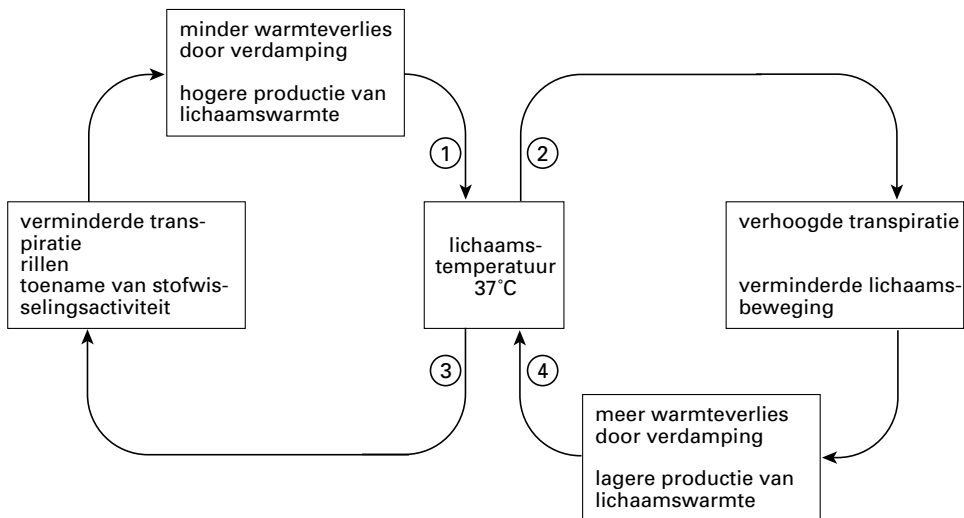 minder warmteverlies
door verdamping
hogere productie van
lichaamswarmte
1
2
verminderde trans-
piratie
rillen
toename van stofwis-
selingsactiviteit
lichaams-
temperatuur
37°C
verhoogde transpiratie
verminderde lichaams-
beweging
3
4
meer warmteverlies
door verdamping
lagere productie van
lichaamswarmte